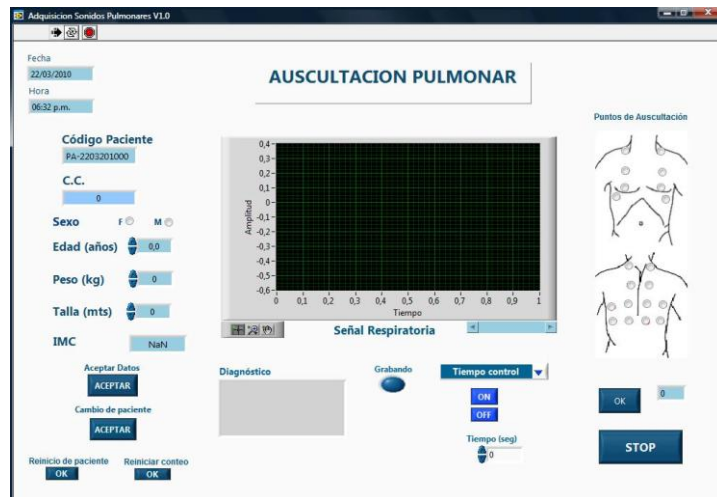 Adquisicion Sonidos Pulmonares V1.0
Fecha
22/03/2010
Hora
06:32 p.m.
AUSCULTACION PULMONAR
Código Paciente
PA-2203201000
C.C.
0
Sexo F M
Edad (años) 0,0
Peso (kg) 0
Talla (mts) 0
IMC NaN
Aceptar Datos
ACEPTAR
Cambio de paciente
ACEPTAR
Reinicio de paciente
OK
Reiniciar conteo
OK
Amplitud
0,4
0,3
0,2
0,1
0
-0,1
-0,2
-0,3
-0,4
-0,5
-0,6
0 0,1 0,2 0,3 0,4 0,5 0,6 0,7 0,8 0,9 1
Tiempo
Señal Respiratoria
Diagnóstico
Grabando
Tiempo control
ON
OFF
Tiempo (seg)
0
Puntos de Auscultación
OK
0
STOP